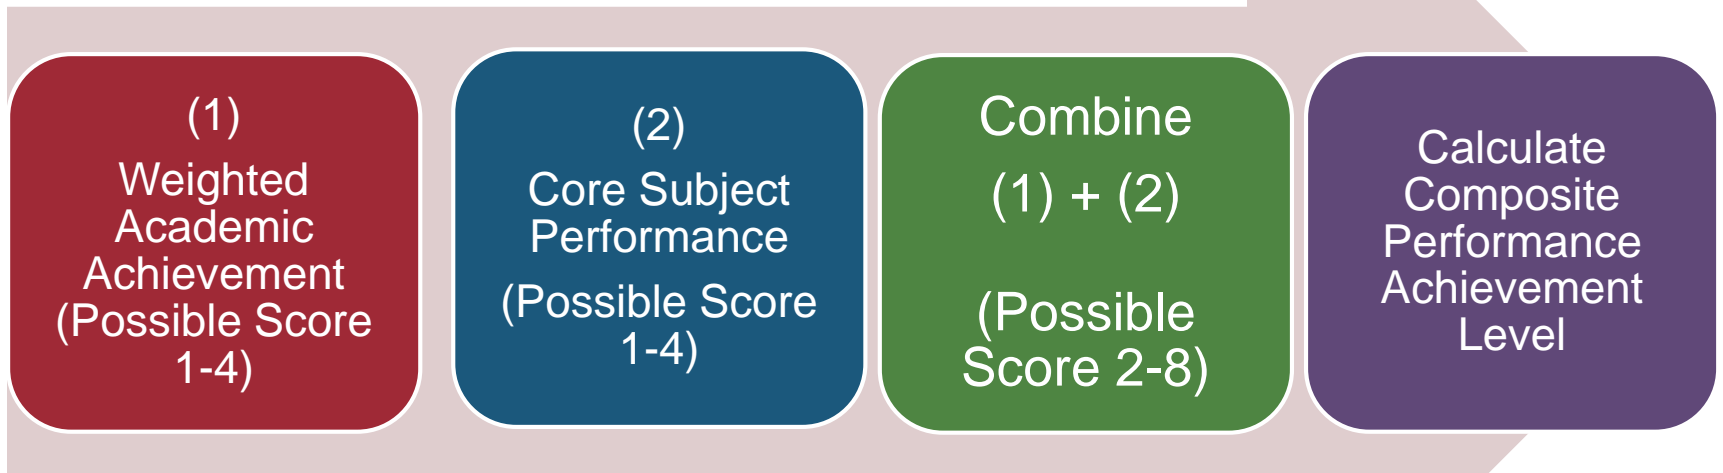 (1)
Weighted
Academic
Achievement
(Possible Score
1-4)
(2)
Core Subject
Performance
(Possible Score
1-4)
Combine
(1) + (2)
(Possible
Score 2-8)
Calculate
Composite
Performance
Achievement
Level